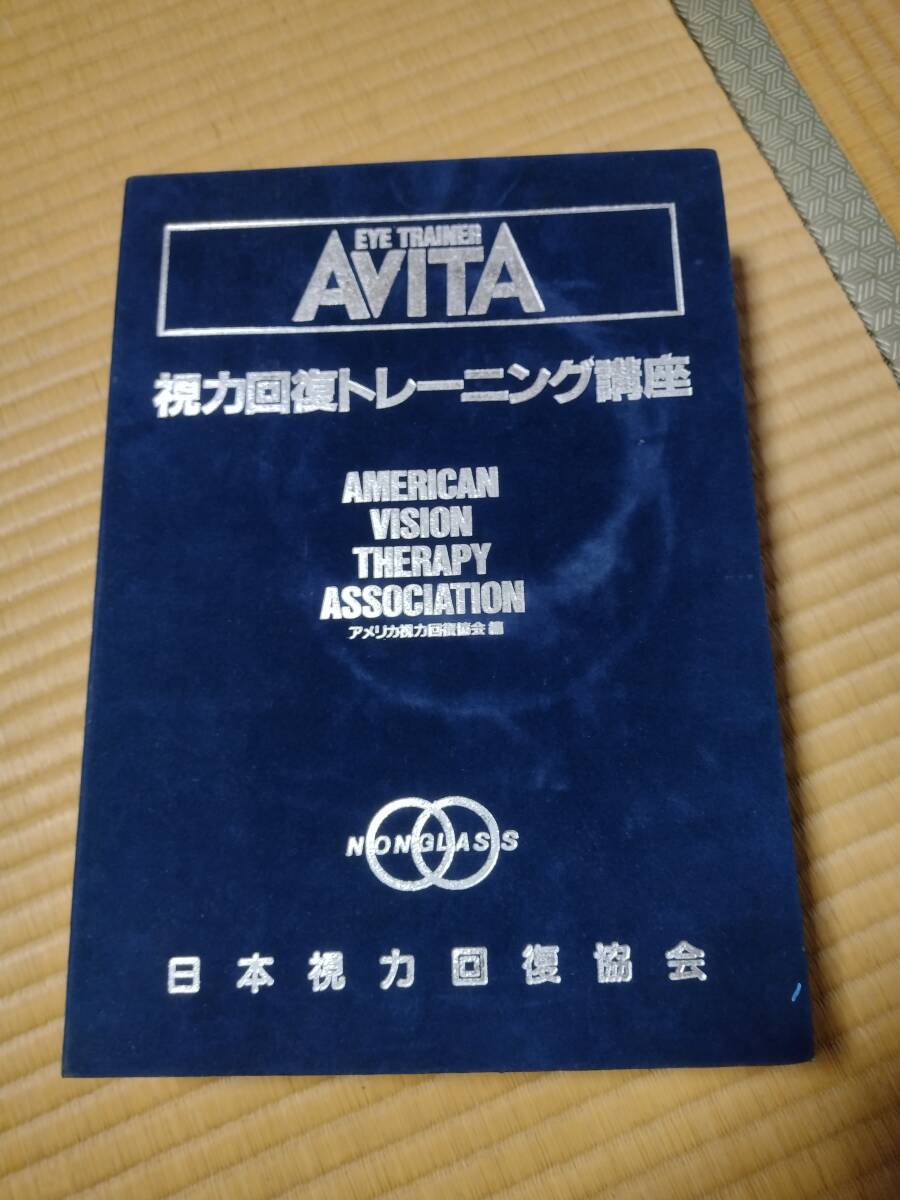 EYE TRAINER
AVITA
視力回復トレーニング講座
AMERICAN
VISION
THERAPY
ASSOCIATION
アメリカ視力回復協会 編
NONGLASS
日本視力回復協会